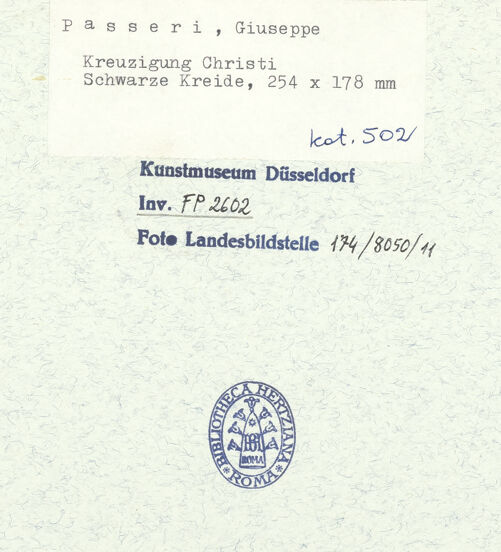 P a s s e r i , Giuseppe
Kreuzigung Christi
Schwarze Kreide, 254 x 178 mm
kat. 502
Kunstmuseum Düsseldorf
Inv. FP 2602
Foto Landesbildstelle 174/8050/11
BIBLIOTHECA HERTZIANA
ROMA
* ROMA *